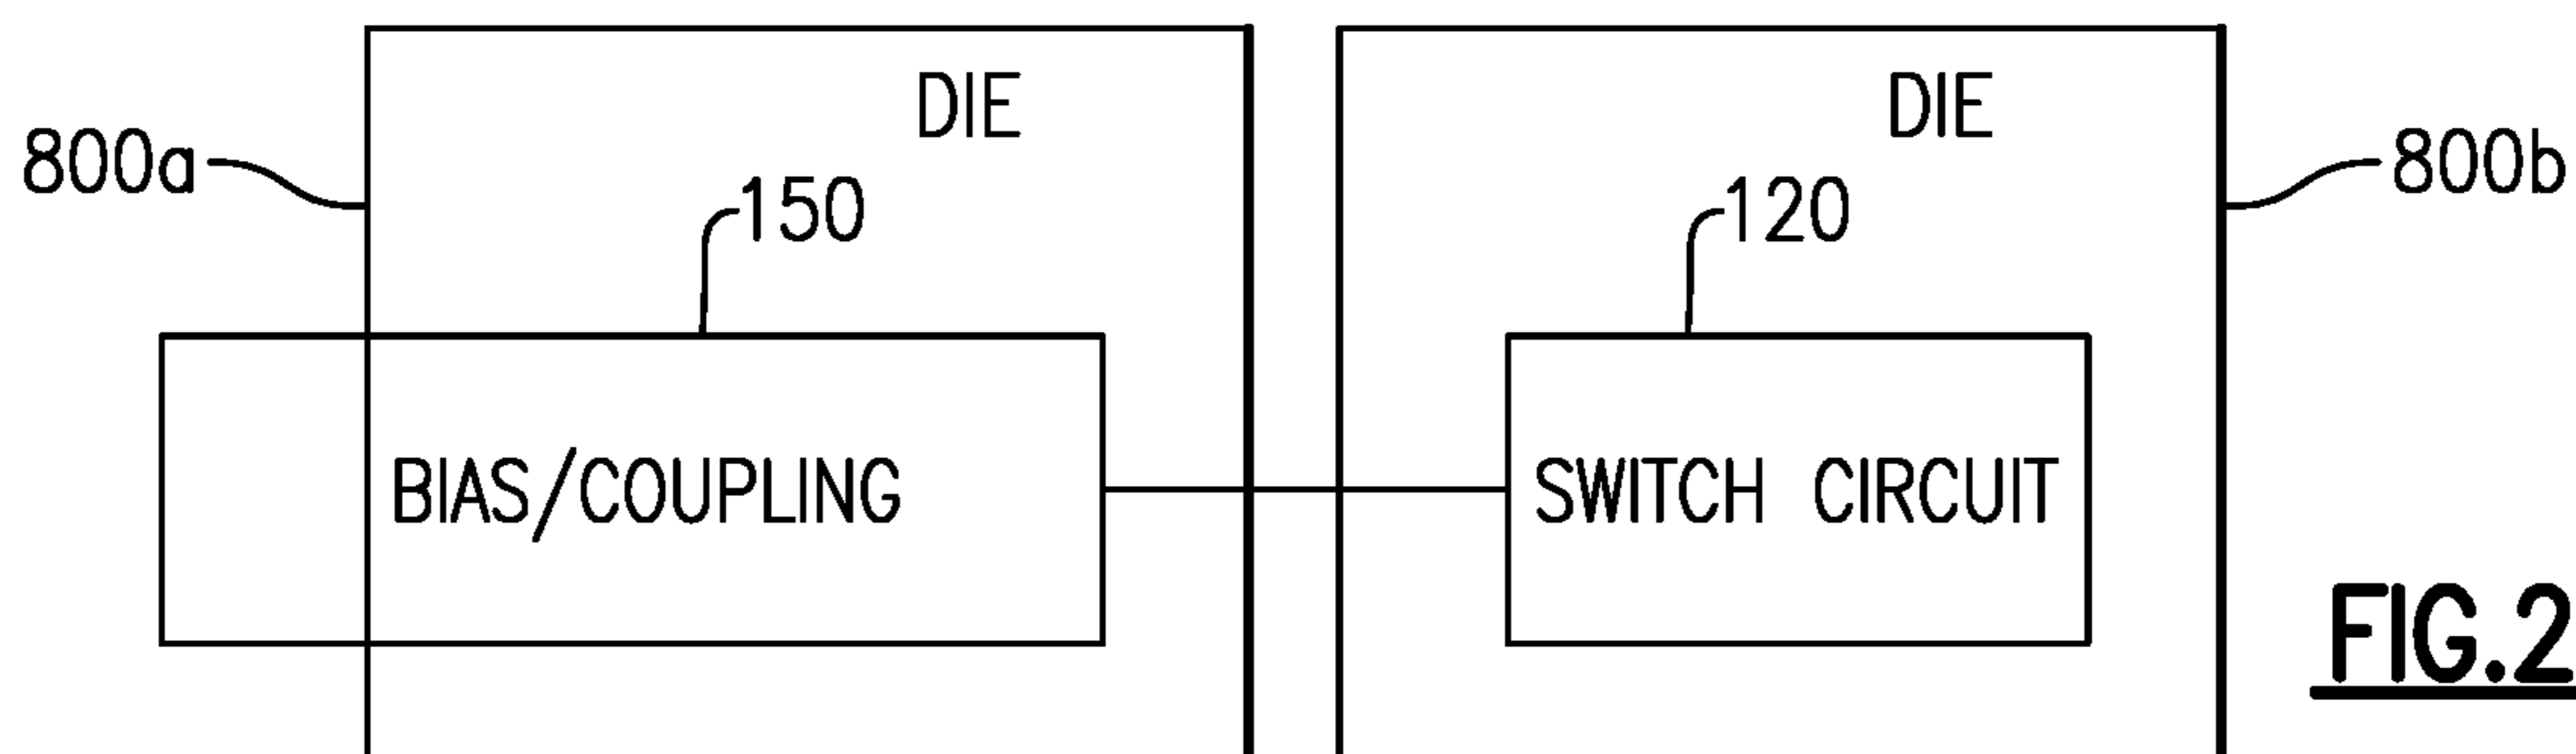 DIE
DIE
800a
800b
150
120
BIAS/COUPLING
SWITCH CIRCUIT
FIG.2